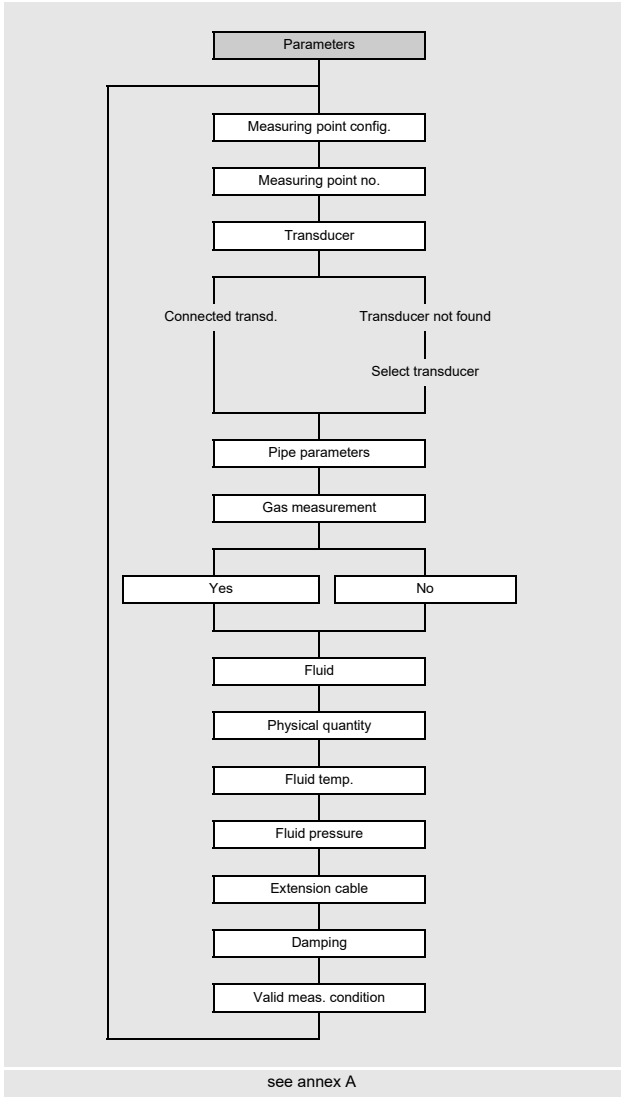 Parameters
Measuring point config.
Measuring point no.
Transducer
Connected transd.
Transducer not found
Select transducer
Pipe parameters
Gas measurement
Yes
No
Fluid
Physical quantity
Fluid temp.
Fluid pressure
Extension cable
Damping
Valid meas. condition
see annex A